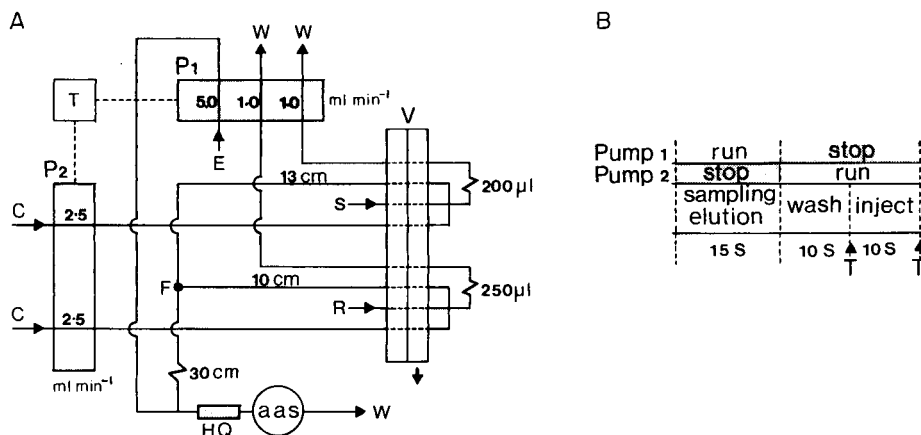 A
B
W
W
W
P1
T
5.0
1.0
1.0
ml min⁻¹
V
E
P2
13 cm
200 µl
S
C
2.5
10 cm
F
250 µl
R
C
2.5
30 cm
ml min⁻¹
HQ
aas
W
Pump 1 run stop
Pump 2 stop run
sampling
elution
wash
inject
15 S
10 S
10 S
T
T